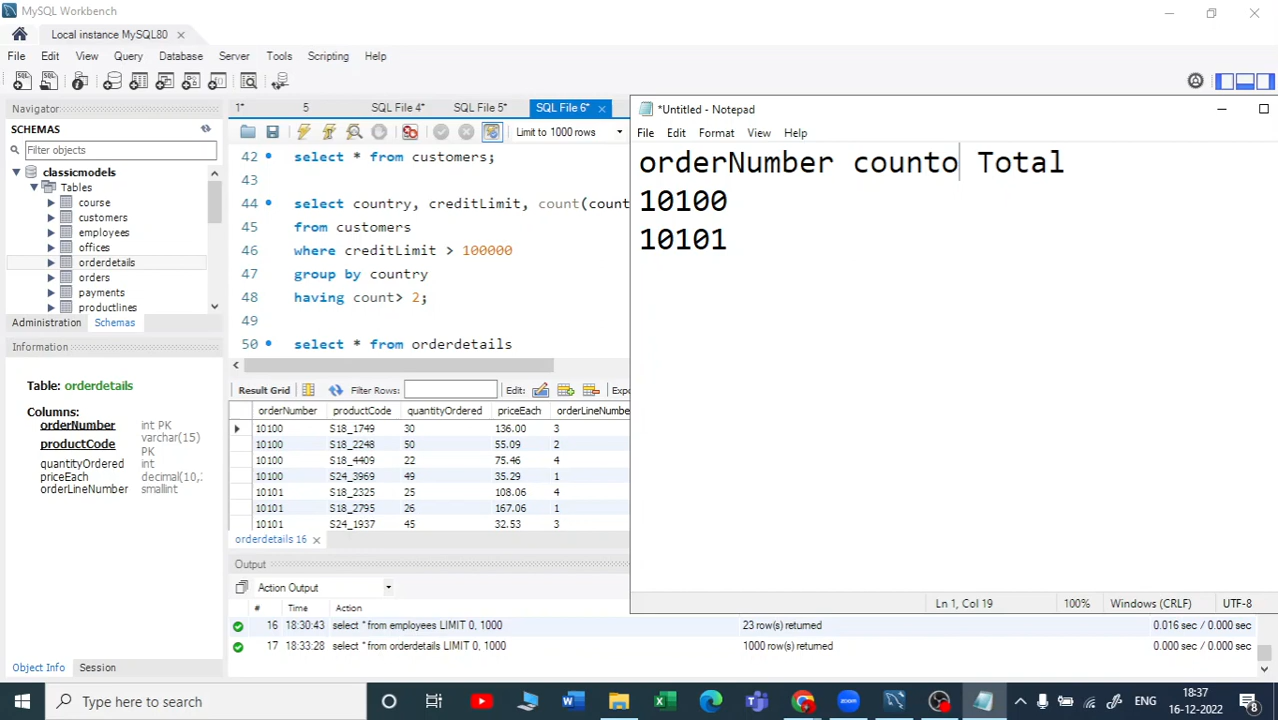 MySQL Workbench
Local instance MySQL80
File Edit View Query Database Server Tools Scripting Help
Navigator
SCHEMAS
Filter objects
classicmodels
Tables
course
customers
employees
offices
orderdetails
orders
payments
productlines
Administration Schemas
Information
Table: orderdetails
Columns:
orderNumber int PK
productCode varchar(15)
PK
quantityOrdered int
priceEach decimal(10,
orderLineNumber smallint
Object Info Session
1* 5 SQL File 4* SQL File 5* SQL File 6*
Limit to 1000 rows
42 select * from customers;
43
44 select country, creditLimit, count(count
45 from customers
46 where creditLimit > 100000
47 group by country
48 having count> 2;
49
50 select * from orderdetails
Result Grid Filter Rows: Edit: Expo
orderNumber productCode quantityOrdered priceEach orderLineNumbe
10100 S18_1749 30 136.00 3
10100 S18_2248 50 55.09 2
10100 S18_4409 22 75.46 4
10100 S24_3969 49 35.29 1
10101 S18_2325 25 108.06 4
10101 S18_2795 26 167.06 1
10101 S24_1937 45 32.53 3
orderdetails 16
Output
Action Output
# Time Action
16 18:30:43 select * from employees LIMIT 0, 1000 23 row(s) returned 0.016 sec / 0.000 sec
17 18:33:28 select * from orderdetails LIMIT 0, 1000 1000 row(s) returned 0.000 sec / 0.000 sec
*Untitled - Notepad
File Edit Format View Help
orderNumber counto Total
10100
10101
Ln 1, Col 19 100% Windows (CRLF) UTF-8
Type here to search
ENG
18:37
16-12-2022
8